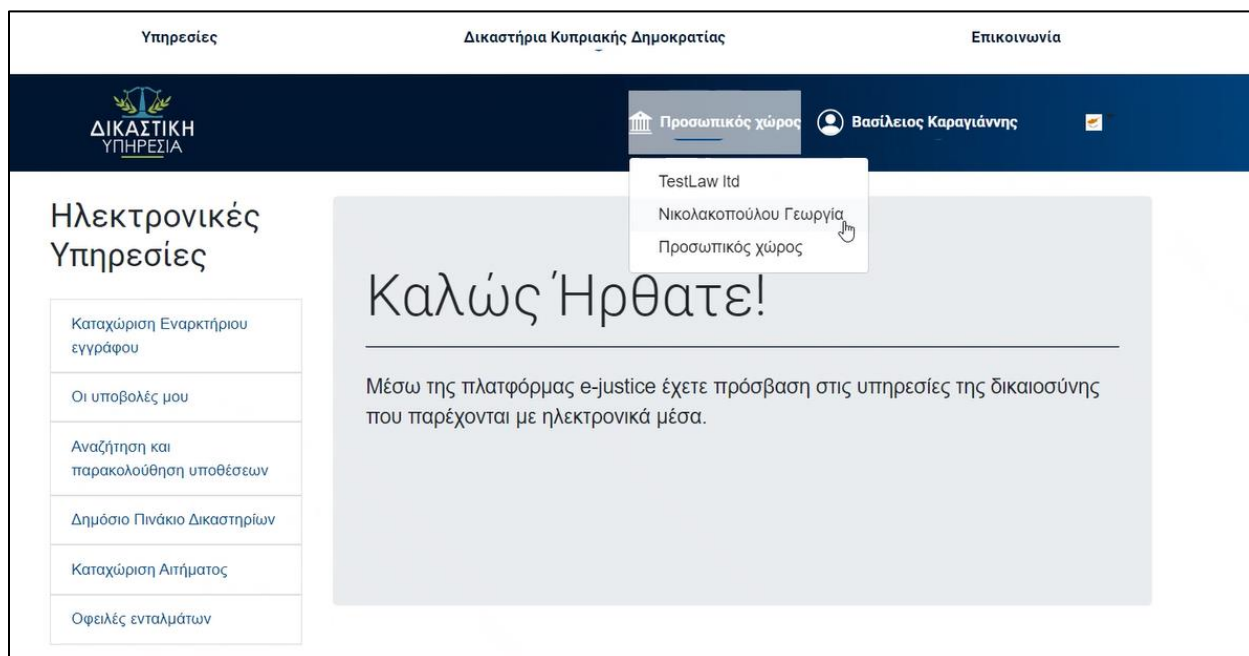 Υπηρεσίες
Δικαστήρια Κυπριακής Δημοκρατίας
Επικοινωνία
ΔΙΚΑΣΤΙΚΗ
ΥΠΗΡΕΣΙΑ
Προσωπικός χώρος
Βασίλειος Καραγιάννης
TestLaw ltd
Νικολακοπούλου Γεωργία
Προσωπικός χώρος
Ηλεκτρονικές
Υπηρεσίες
Καταχώριση Εναρκτήριου
εγγράφου
Οι υποβολές μου
Αναζήτηση και
παρακολούθηση υποθέσεων
Δημόσιο Πινάκιο Δικαστηρίων
Καταχώριση Αιτήματος
Οφειλές ενταλμάτων
Καλώς Ήρθατε!
Μέσω της πλατφόρμας e-justice έχετε πρόσβαση στις υπηρεσίες της δικαιοσύνης
που παρέχονται με ηλεκτρονικά μέσα.